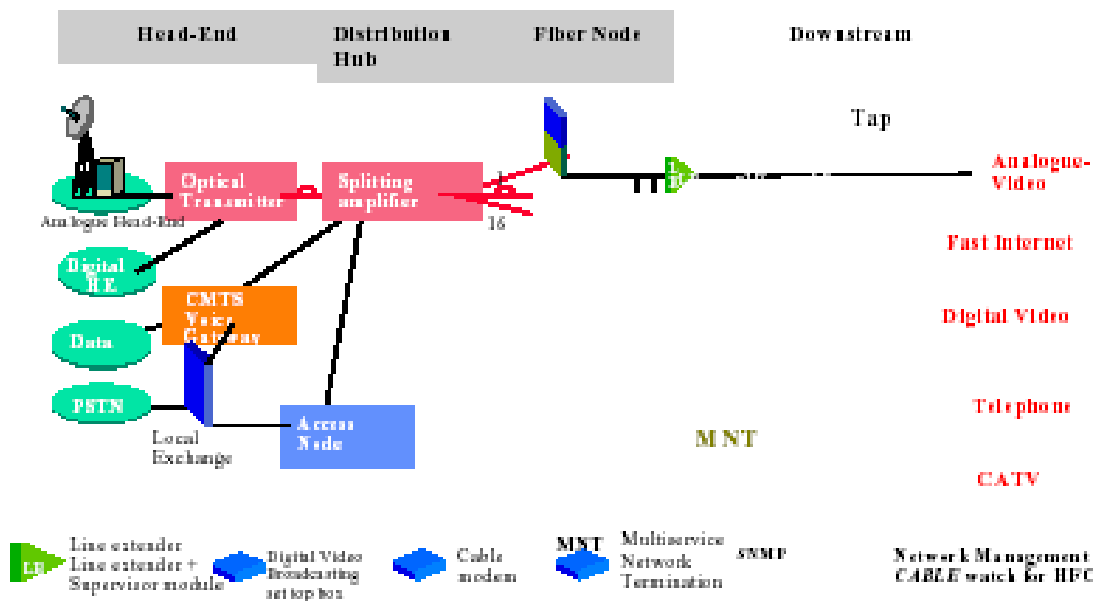 Head-End
Distribution
Hub
Fiber Node
Downstream
Tap
Analogue-
Video
Optical
Transmitter
Splitting
amplifier
1
16
Analogue Head-End
Fast Internet
Digital
HE
CMTS
Voice
Gateway
Digital Video
Data
PSTN
Access
Node
Local
Exchange
MNT
Telephone
CATV
LE
Line extender
Line extender +
Supervisor module
Digital Video
Broadcasting
set top box
Cable
modem
MNT
Multiservice
Network
Termination
SNMP
Network Management
CABLE watch for HFC